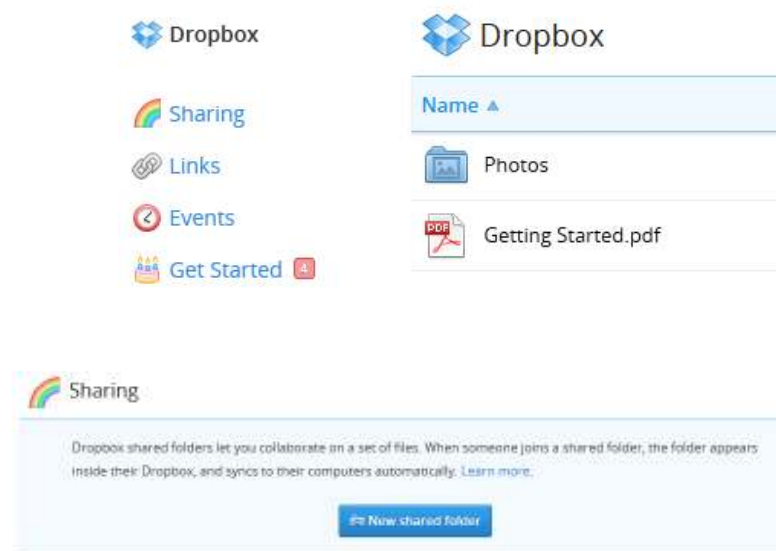 Dropbox
Sharing
Links
Events
Get Started 4
Dropbox
Name
Photos
PDF
Getting Started.pdf
Sharing
Dropbox shared folders let you collaborate on a set of files. When someone joins a shared folder, the folder appears
inside their Dropbox, and syncs to their computers automatically. Learn more.
New shared folder